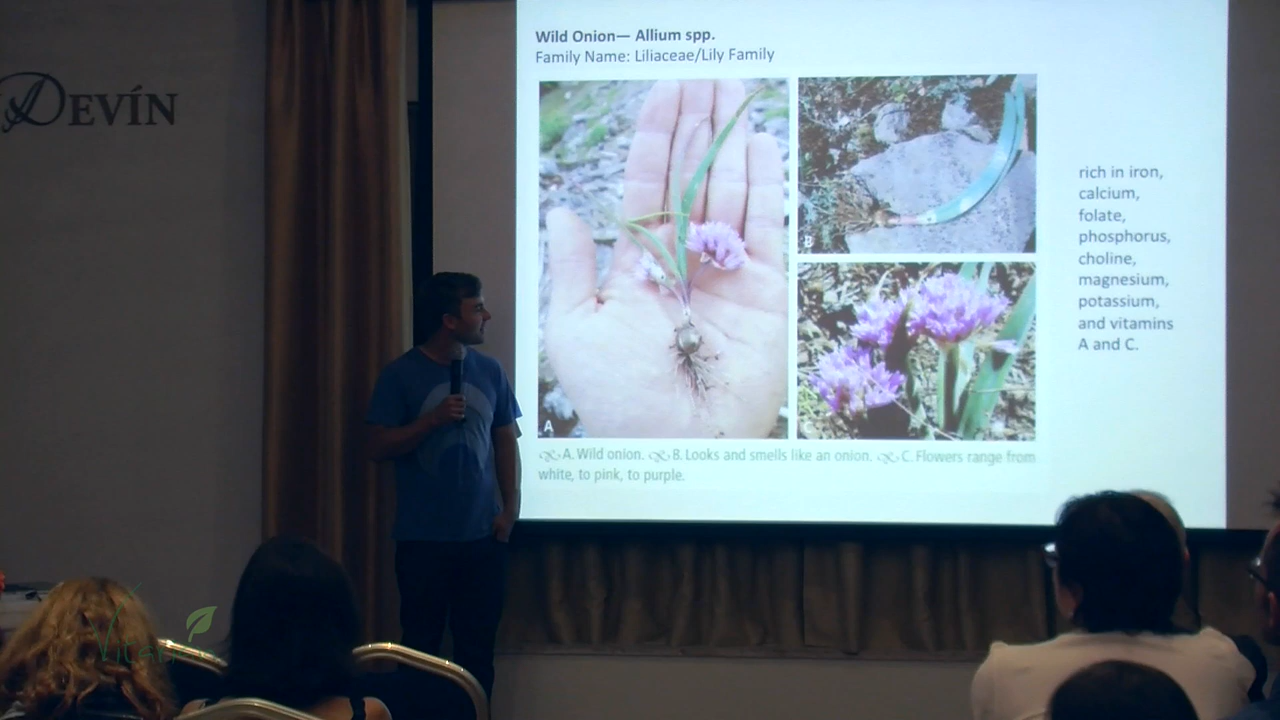 DEVÍN
Wild Onion— Allium spp.
Family Name: Liliaceae/Lily Family
A
B
C
rich in iron,
calcium,
folate,
phosphorus,
choline,
magnesium,
potassium,
and vitamins
A and C.
A. Wild onion. B. Looks and smells like an onion. C. Flowers range from
white, to pink, to purple.